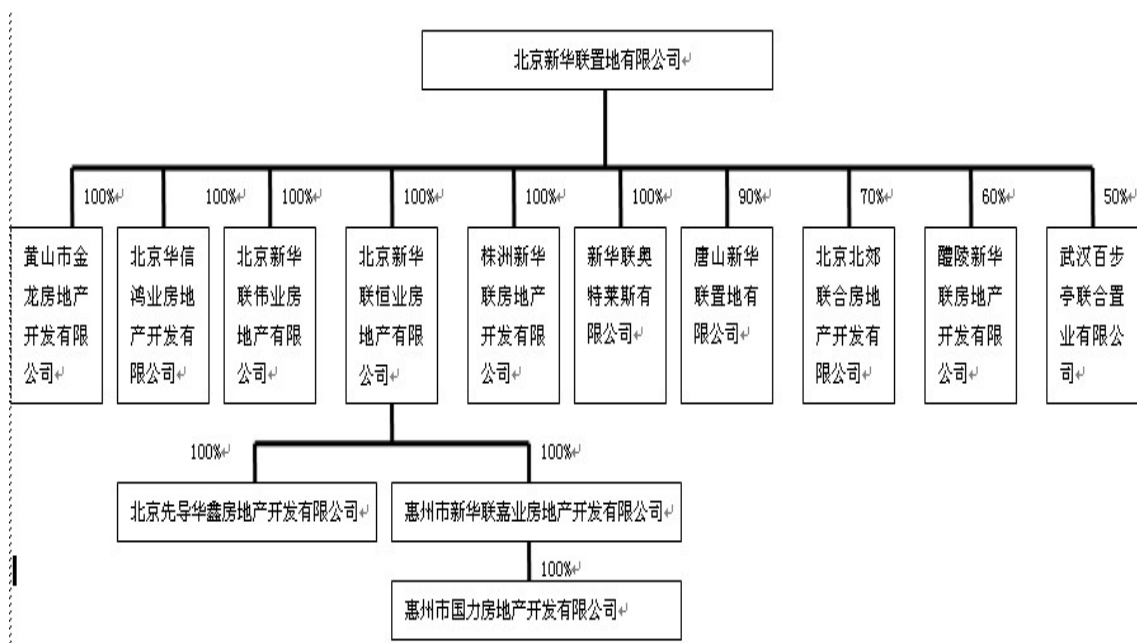 北京新华联置地有限公司
100%
100%
100%
100%
100%
100%
90%
70%
60%
50%
黄山市金
龙房地产
开发有限
公司
北京华信
鸿业房地
产开发有
限公司
北京新华
联伟业房
地产有限
公司
北京新华
联恒业房
地产有限
公司
株洲新华
联房地产
开发有限
公司
新华联奥
特莱斯有
限公司
唐山新华
联置地有
限公司
北京北郊
联合房地
产开发有
限公司
醴陵新华
联房地产
开发有限
公司
武汉百步
亭联合置
业有限公
司
100%
100%
北京先导华鑫房地产开发有限公司
惠州市新华联嘉业房地产开发有限公司
100%
惠州市国力房地产开发有限公司